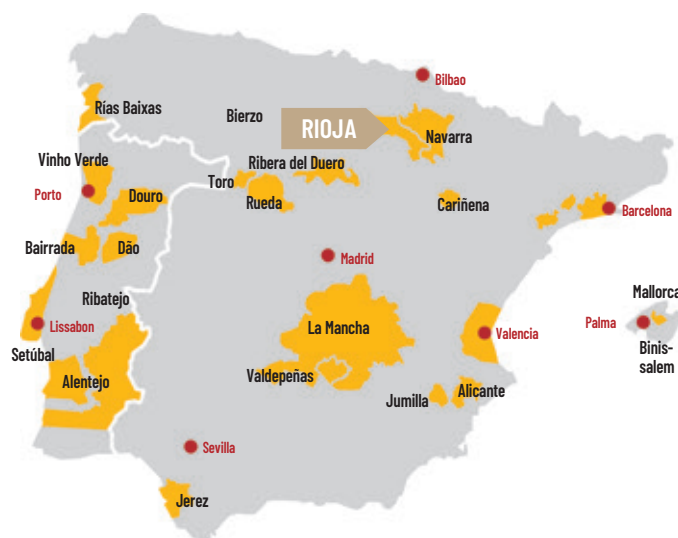 Bilbao
Rías Baixas
Bierzo
RIOJA
Navarra
Vinho Verde
Ribera del Duero
Toro
Porto
Douro
Rueda
Cariñena
Barcelona
Bairrada
Dão
Madrid
Ribatejo
Mallorca
Lissabon
La Mancha
Valencia
Palma
Setúbal
Binis-
salem
Alentejo
Valdepeñas
Jumilla
Alicante
Sevilla
Jerez